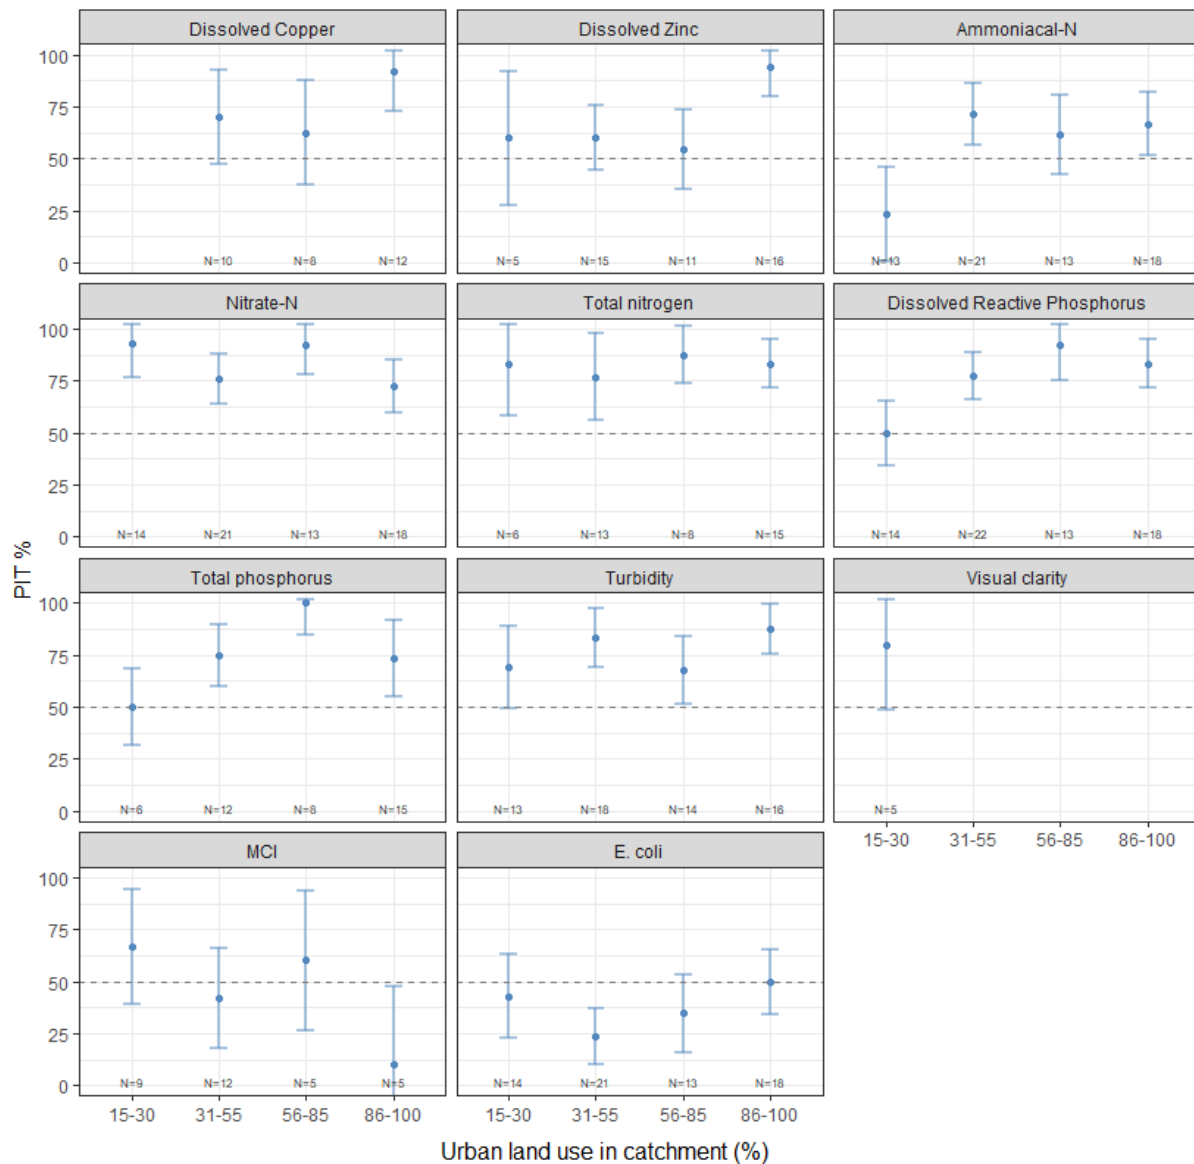 Dissolved Copper Dissolved Zinc Ammoniacal-N
100
75
50
25
0
N=10 N=8 N=12 N=5 N=15 N=11 N=16 N=13 N=21 N=13 N=18
Nitrate-N Total nitrogen Dissolved Reactive Phosphorus
100
75
50
25
0
N=14 N=21 N=13 N=18 N=6 N=13 N=8 N=15 N=14 N=22 N=13 N=18
PIT %
Total phosphorus Turbidity Visual clarity
100
75
50
25
0
N=6 N=12 N=8 N=15 N=13 N=18 N=14 N=16 N=5
15-30 31-55 56-85 86-100
MCI E. coli
100
75
50
25
0
N=9 N=12 N=5 N=5 N=14 N=21 N=13 N=18
15-30 31-55 56-85 86-100 15-30 31-55 56-85 86-100
Urban land use in catchment (%)